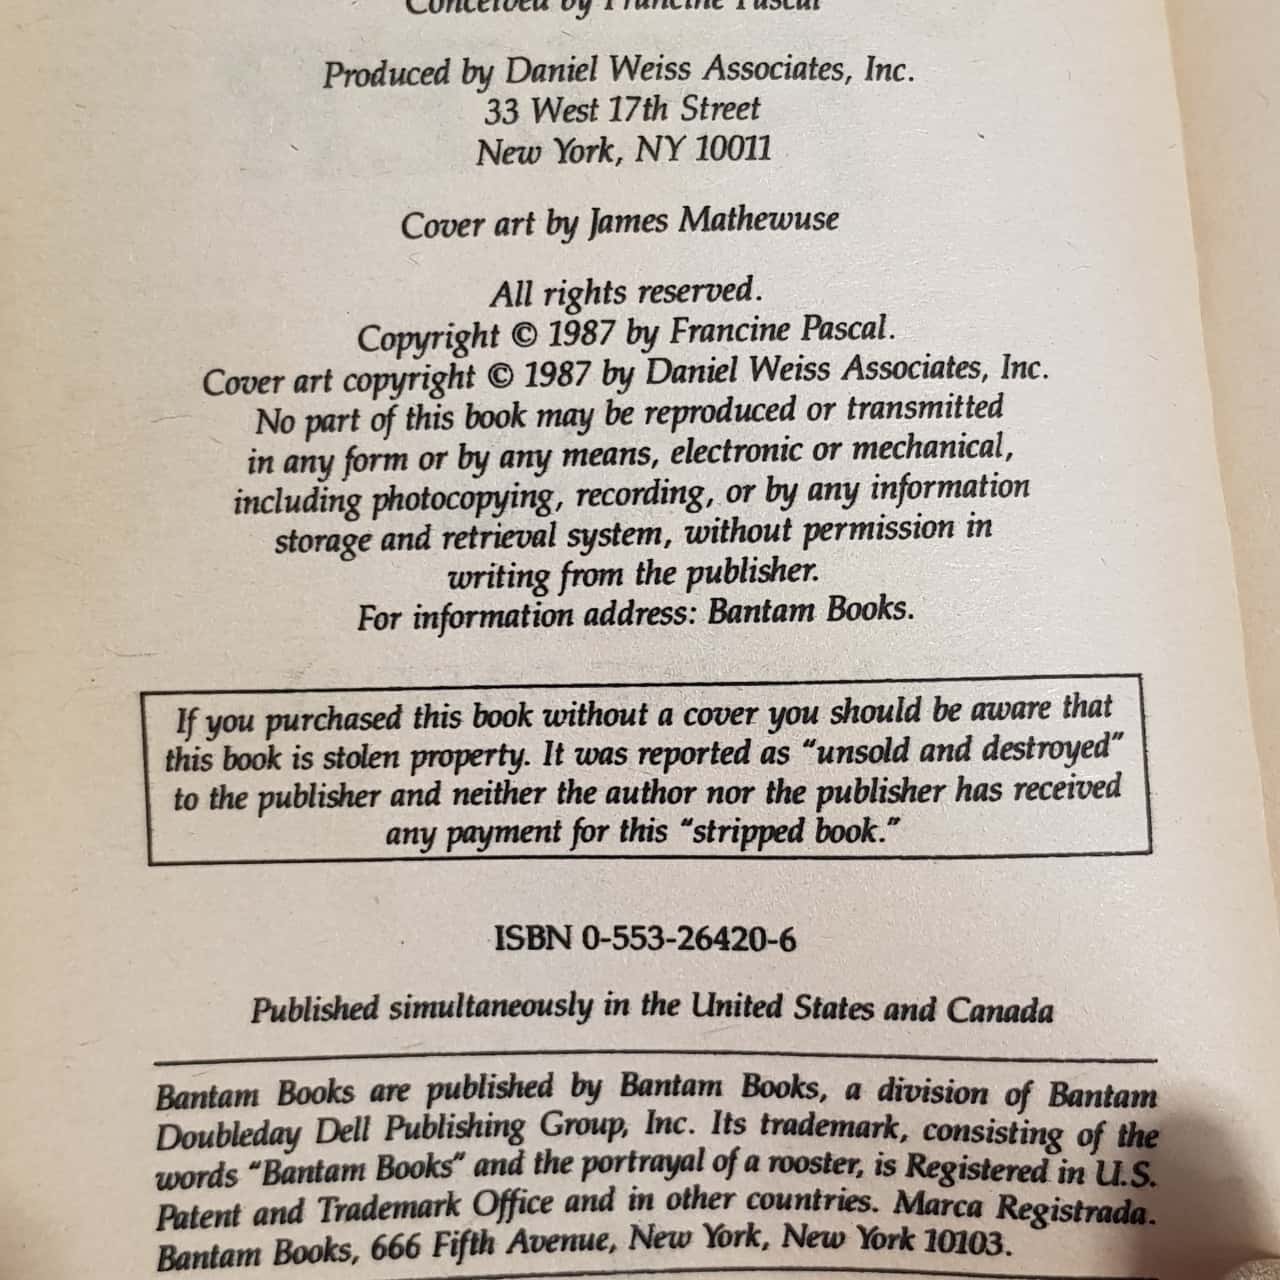 Conceived by Francine Pascal
Produced by Daniel Weiss Associates, Inc.
33 West 17th Street
New York, NY 10011
Cover art by James Mathewuse
All rights reserved.
Copyright © 1987 by Francine Pascal.
Cover art copyright © 1987 by Daniel Weiss Associates, Inc.
No part of this book may be reproduced or transmitted
in any form or by any means, electronic or mechanical,
including photocopying, recording, or by any information
storage and retrieval system, without permission in
writing from the publisher.
For information address: Bantam Books.
If you purchased this book without a cover you should be aware that
this book is stolen property. It was reported as “unsold and destroyed”
to the publisher and neither the author nor the publisher has received
any payment for this “stripped book.”
ISBN 0-553-26420-6
Published simultaneously in the United States and Canada
Bantam Books are published by Bantam Books, a division of Bantam
Doubleday Dell Publishing Group, Inc. Its trademark, consisting of the
words “Bantam Books” and the portrayal of a rooster, is Registered in U.S.
Patent and Trademark Office and in other countries. Marca Registrada.
Bantam Books, 666 Fifth Avenue, New York, New York 10103.